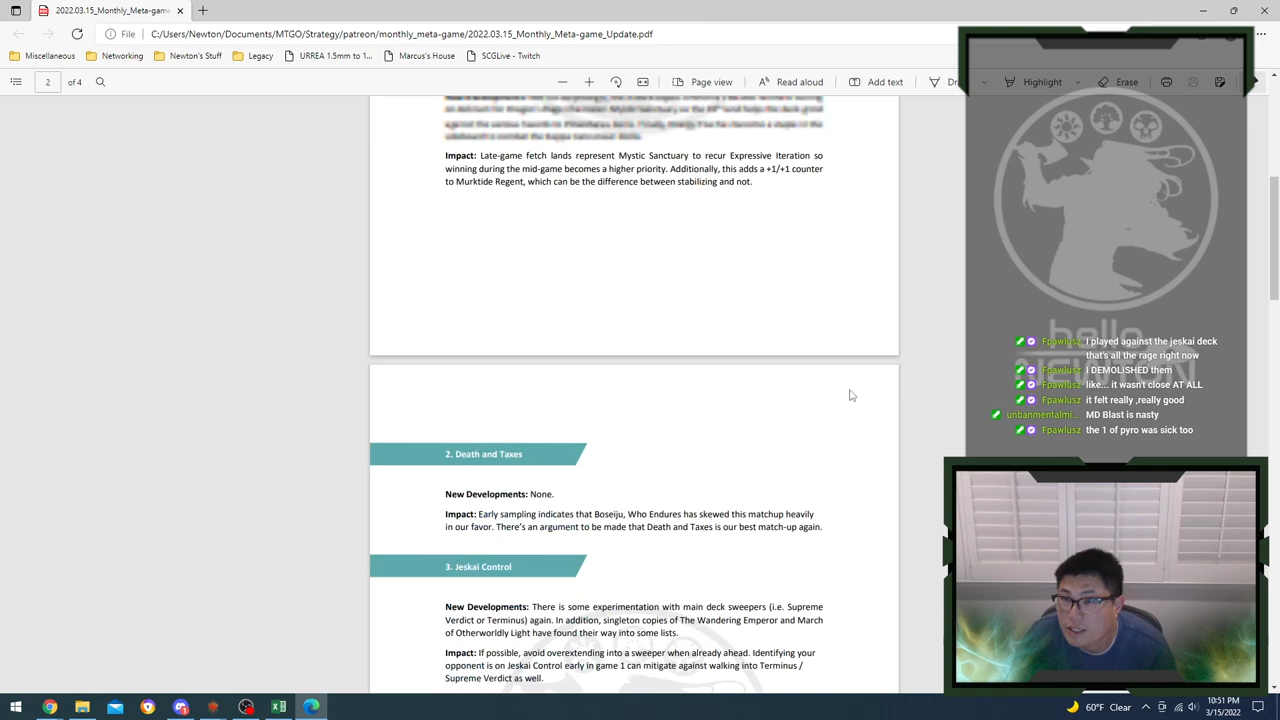 2022.03.15_Monthly_Meta-game
File
C:/Users/Newton/Documents/MTGO/Strategy/patreon/monthly_meta-game/2022.03.15_Monthly_Meta-game_Update.pdf
Miscellaneous
Networking
Newton's Stuff
Legacy
URREA 1.5mm to 1...
Marcus's House
SCGLive - Twitch
2 of 4
Page view
Read aloud
Add text
Highlight
Erase
Impact: Late-game fetch lands represent Mystic Sanctuary to recur Expressive Iteration so
winning during the mid-game becomes a higher priority. Additionally, this adds a +1/+1 counter
to Murktide Regent, which can be the difference between stabilizing and not.
2. Death and Taxes
New Developments: None.
Impact: Early sampling indicates that Boseiju, Who Endures has skewed this matchup heavily
in our favor. There's an argument to be made that Death and Taxes is our best match-up again.
3. Jeskai Control
New Developments: There is some experimentation with main deck sweepers (i.e. Supreme
Verdict or Terminus) again. In addition, singleton copies of The Wandering Emperor and March
of Otherworldly Light have found their way into some lists.
Impact: If possible, avoid overextending into a sweeper when already ahead. Identifying your
opponent is on Jeskai Control early in game 1 can mitigate against walking into Terminus /
Supreme Verdict as well.
hello
NEWTON
Fpawlusz I played against the jeskai deck
that's all the rage right now
Fpawlusz I DEMOLISHED them
Fpawlusz like... it wasn't close AT ALL
Fpawlusz it felt really ,really good
unbanmentalmi... MD Blast is nasty
Fpawlusz the 1 of pyro was sick too
60°F Clear
10:51 PM
3/15/2022